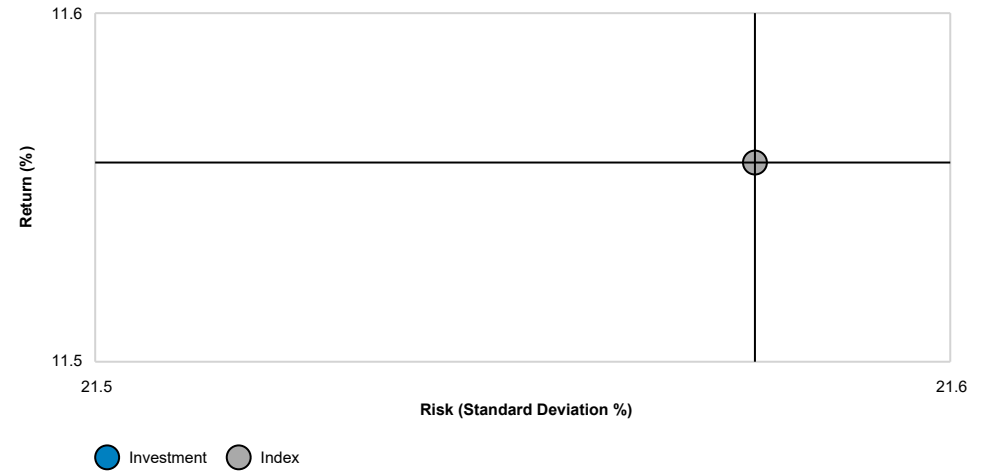 11.6
Return (%)
11.5
21.5
21.6
Risk (Standard Deviation %)
Investment
Index